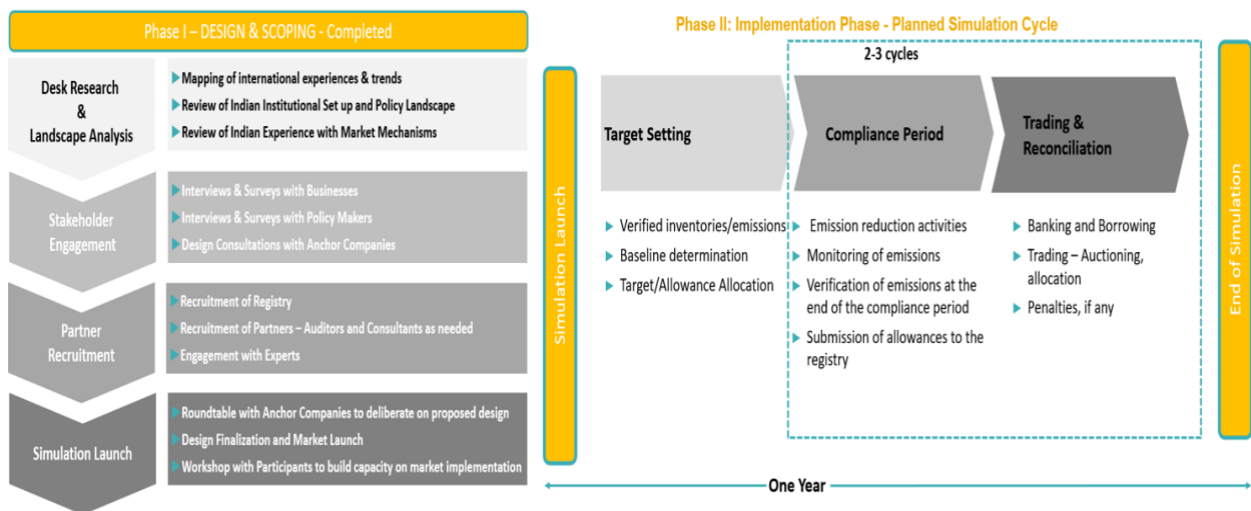 Phase I – DESIGN & SCOPING - Completed
Desk Research
&
Landscape Analysis
Mapping of international experiences & trends
Review of Indian Institutional Set up and Policy Landscape
Review of Indian Experience with Market Mechanisms
Stakeholder
Engagement
Interviews & Surveys with Businesses
Interviews & Surveys with Policy Makers
Design Consultations with Anchor Companies
Partner
Recruitment
Recruitment of Registry
Recruitment of Partners – Auditors and Consultants as needed
Engagement with Experts
Simulation Launch
Roundtable with Anchor Companies to deliberate on proposed design
Design Finalization and Market Launch
Workshop with Participants to build capacity on market implementation
Phase II: Implementation Phase - Planned Simulation Cycle
Simulation Launch
2-3 cycles
Target Setting
Verified inventories/emissions
Baseline determination
Target/Allowance Allocation
Compliance Period
Emission reduction activities
Monitoring of emissions
Verification of emissions at the
end of the compliance period
Submission of allowances to the
registry
Trading &
Reconciliation
Banking and Borrowing
Trading – Auctioning,
allocation
Penalties, if any
End of Simulation
One Year